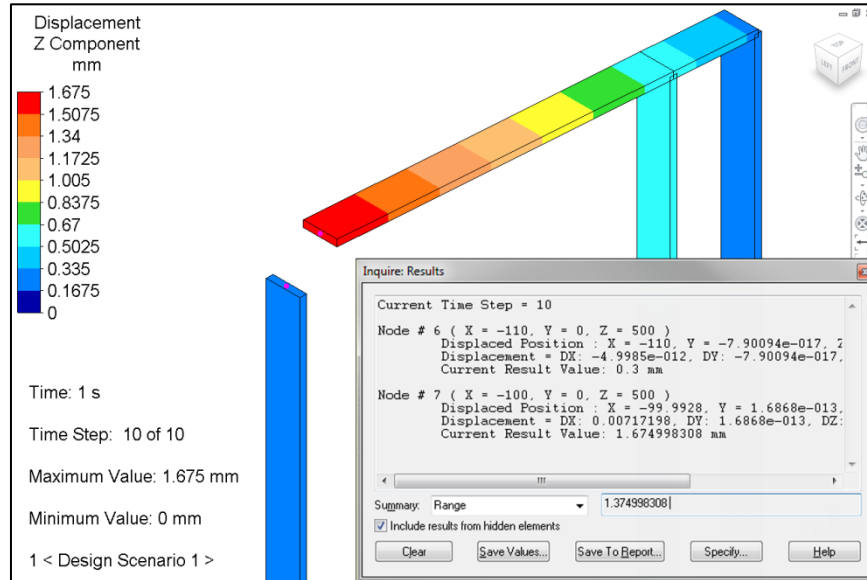 Displacement
Z Component
mm
1.675
1.5075
1.34
1.1725
1.005
0.8375
0.67
0.5025
0.335
0.1675
0
Time: 1 s
Time Step: 10 of 10
Maximum Value: 1.675 mm
Minimum Value: 0 mm
1 < Design Scenario 1 >
TOP
LEFT
FRONT
Inquire: Results
Current Time Step = 10
Node # 6 ( X = -110, Y = 0, Z = 500 )
Displaced Position : X = -110, Y = -7.90094e-017, Z
Displacement = DX: -4.9985e-012, DY: -7.90094e-017,
Current Result Value: 0.3 mm
Node # 7 ( X = -100, Y = 0, Z = 500 )
Displaced Position : X = -99.9928, Y = 1.6868e-013,
Displacement = DX: 0.00717198, DY: 1.6868e-013, DZ:
Current Result Value: 1.674998308 mm
Summary: Range 1.374998308
Include results from hidden elements
Clear Save Values... Save To Report... Specify... Help